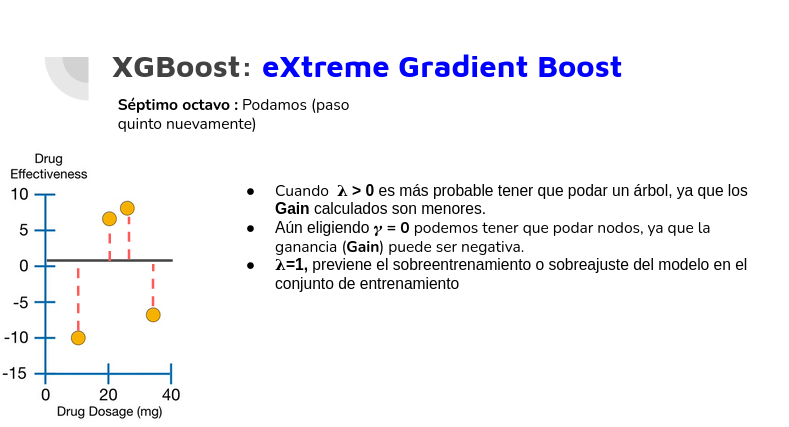 XGBoost: eXtreme Gradient Boost
Séptimo octavo : Podamos (paso
quinto nuevamente)
Drug
Effectiveness
10
5
0
-5
-10
-15
0 20 40
Drug Dosage (mg)
● Cuando λ > 0 es más probable tener que podar un árbol, ya que los
Gain calculados son menores.
● Aún eligiendo γ = 0 podemos tener que podar nodos, ya que la
ganancia (Gain) puede ser negativa.
● λ=1, previene el sobreentrenamiento o sobreajuste del modelo en el
conjunto de entrenamiento